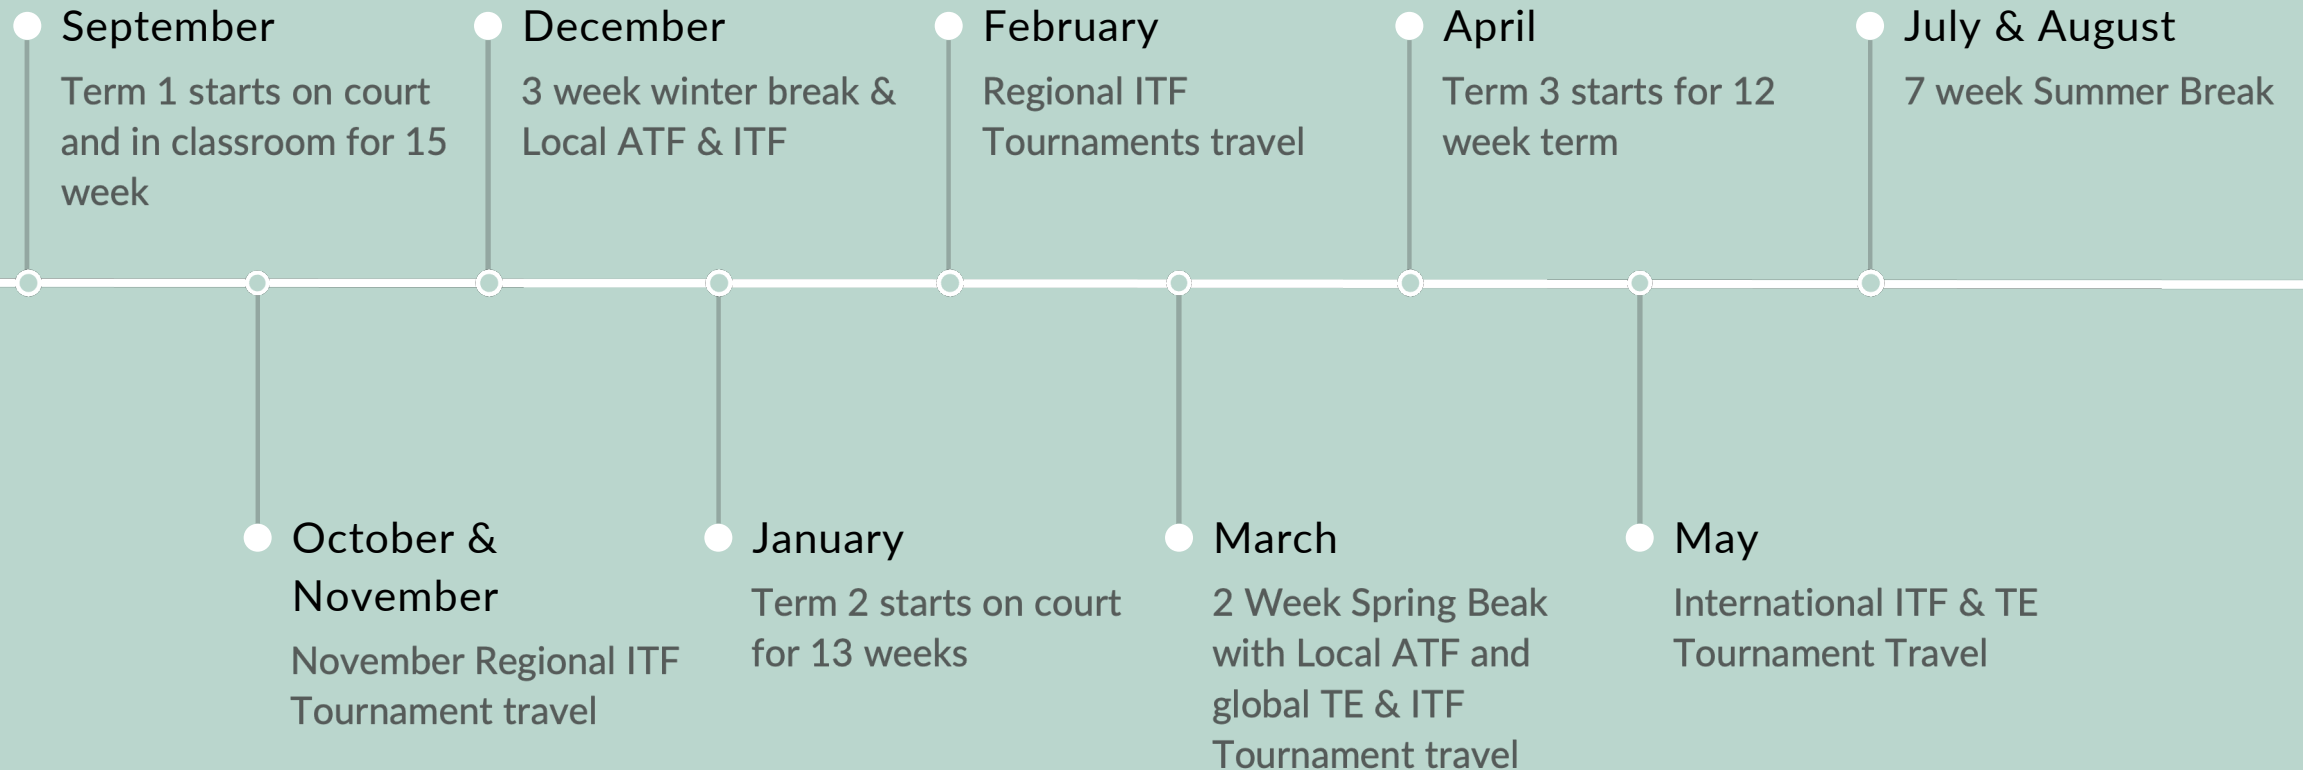 September
Term 1 starts on court
and in classroom for 15
week
December
3 week winter break &
Local ATF & ITF
February
Regional ITF
Tournaments travel
April
Term 3 starts for 12
week term
July & August
7 week Summer Break
October &
November
November Regional ITF
Tournament travel
January
Term 2 starts on court
for 13 weeks
March
2 Week Spring Beak
with Local ATF and
global TE & ITF
Tournament travel
May
International ITF & TE
Tournament Travel